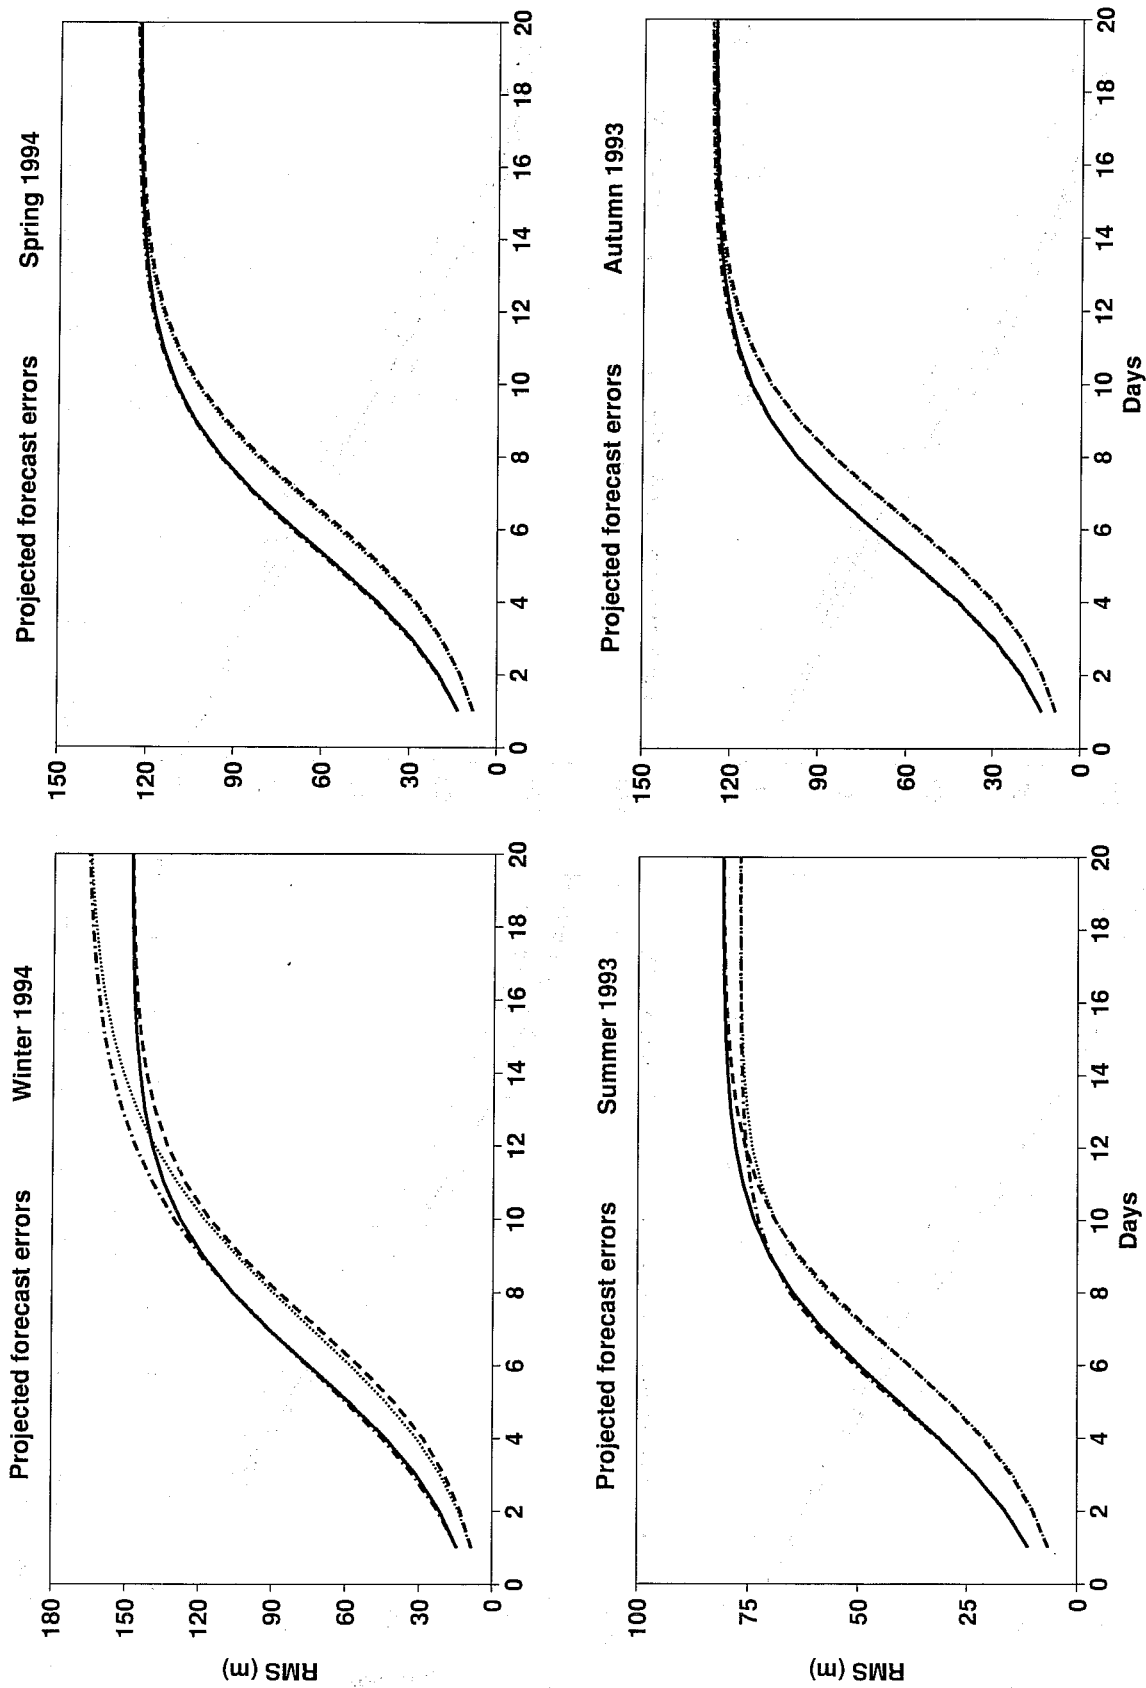 Projected forecast errors Winter 1994
RMS (m)
180
150
120
90
60
30
0
0 2 4 6 8 10 12 14 16 18 20
Projected forecast errors Spring 1994
150
120
90
60
30
0
0 2 4 6 8 10 12 14 16 18 20
Projected forecast errors Summer 1993
RMS (m)
100
75
50
25
0
0 2 4 6 8 10 12 14 16 18 20
Days
Projected forecast errors Autumn 1993
150
120
90
60
30
0
0 2 4 6 8 10 12 14 16 18 20
Days